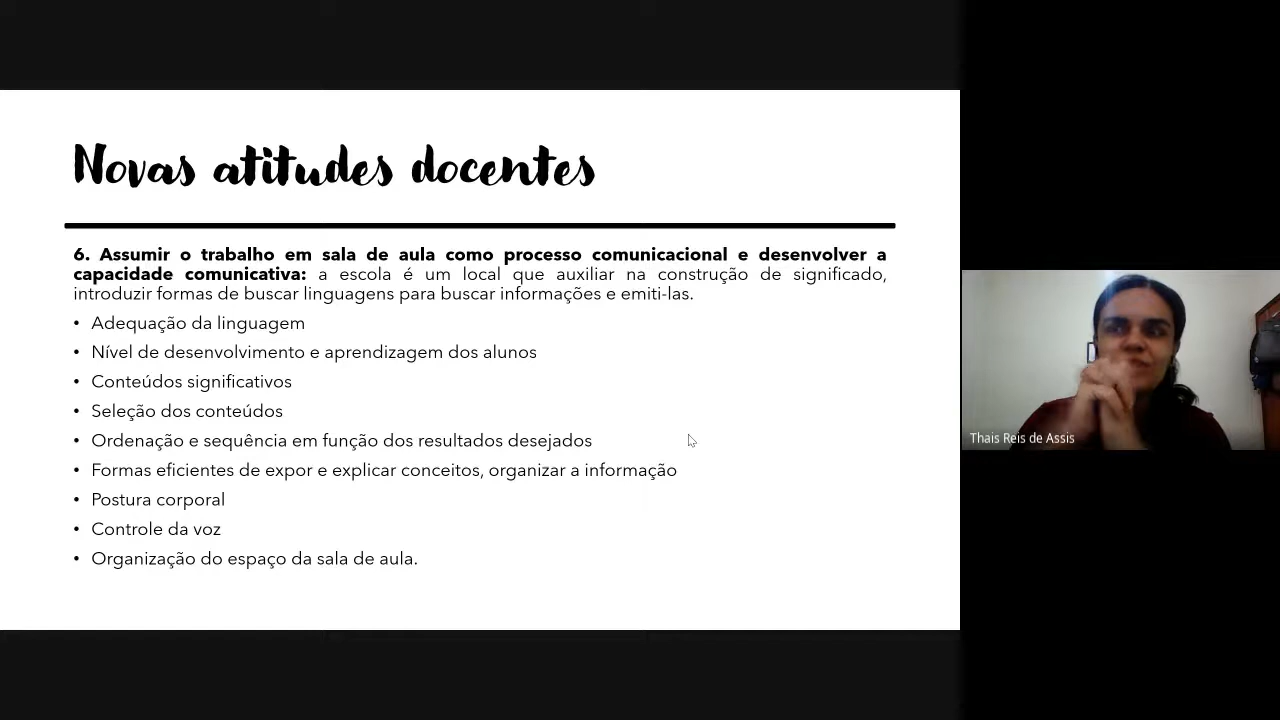 Novas atitudes docentes
6. Assumir o trabalho em sala de aula como processo comunicacional e desenvolver a
capacidade comunicativa: a escola é um local que auxiliar na construção de significado,
introduzir formas de buscar linguagens para buscar informações e emiti-las.
• Adequação da linguagem
• Nível de desenvolvimento e aprendizagem dos alunos
• Conteúdos significativos
• Seleção dos conteúdos
• Ordenação e sequência em função dos resultados desejados
• Formas eficientes de expor e explicar conceitos, organizar a informação
• Postura corporal
• Controle da voz
• Organização do espaço da sala de aula.
Thais Reis de Assis